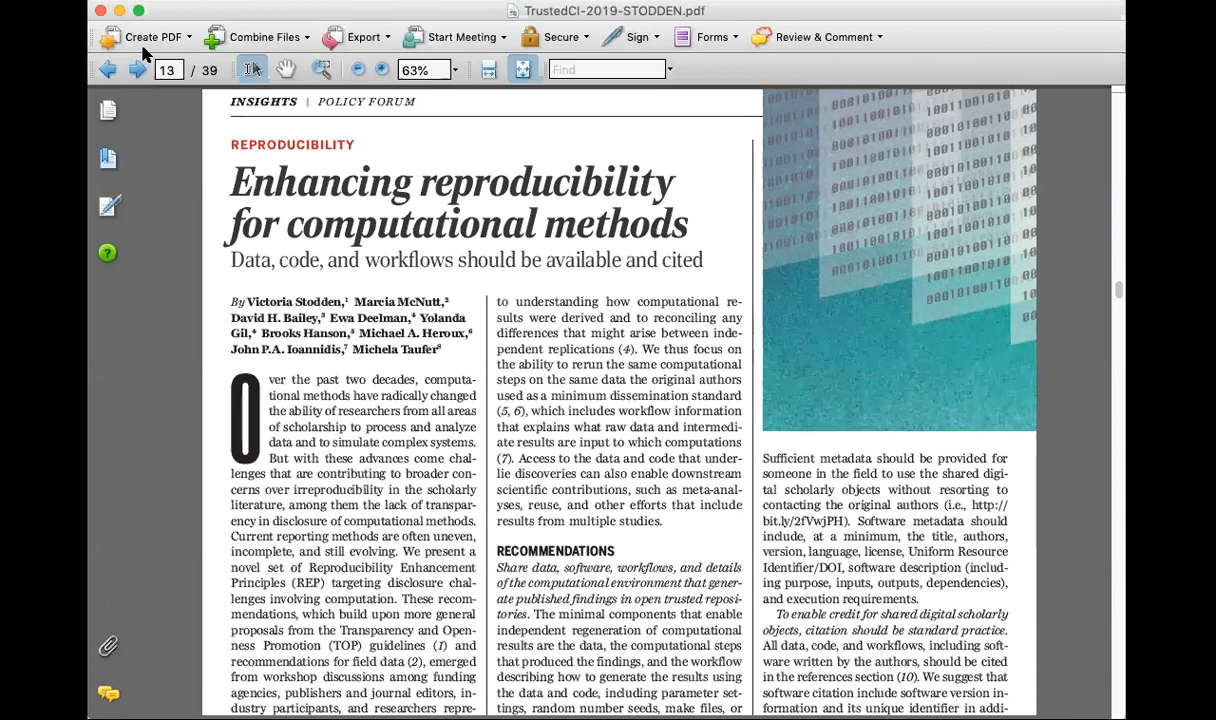 TrustedCI-2019-STODDEN.pdf
Create PDF
Combine Files
Export
Start Meeting
Secure
Sign
Forms
Review & Comment
13 / 39
63%
Find
INSIGHTS | POLICY FORUM
REPRODUCIBILITY
Enhancing reproducibility
for computational methods
Data, code, and workflows should be available and cited
By Victoria Stodden,¹ Marcia McNutt,²
David H. Bailey,³ Ewa Deelman,⁴ Yolanda
Gil,⁴ Brooks Hanson,⁵ Michael A. Heroux,⁶
John P.A. Ioannidis,⁷ Michela Taufer⁸
Over the past two decades, computa-
tional methods have radically changed
the ability of researchers from all areas
of scholarship to process and analyze
data and to simulate complex systems.
But with these advances come chal-
lenges that are contributing to broader con-
cerns over irreproducibility in the scholarly
literature, among them the lack of transpar-
ency in disclosure of computational methods.
Current reporting methods are often uneven,
incomplete, and still evolving. We present a
novel set of Reproducibility Enhancement
Principles (REP) targeting disclosure chal-
lenges involving computation. These recom-
mendations, which build upon more general
proposals from the Transparency and Open-
ness Promotion (TOP) guidelines (1) and
recommendations for field data (2), emerged
from workshop discussions among funding
agencies, publishers and journal editors, in-
dustry participants, and researchers repre-
to understanding how computational re-
sults were derived and to reconciling any
differences that might arise between inde-
pendent replications (4). We thus focus on
the ability to rerun the same computational
steps on the same data the original authors
used as a minimum dissemination standard
(5, 6), which includes workflow information
that explains what raw data and intermedi-
ate results are input to which computations
(7). Access to the data and code that under-
lie discoveries can also enable downstream
scientific contributions, such as meta-anal-
yses, reuse, and other efforts that include
results from multiple studies.
RECOMMENDATIONS
Share data, software, workflows, and details
of the computational environment that gener-
ate published findings in open trusted reposi-
tories. The minimal components that enable
independent regeneration of computational
results are the data, the computational steps
that produced the findings, and the workflow
describing how to generate the results using
the data and code, including parameter set-
tings, random number seeds, make files, or
Sufficient metadata should be provided for
someone in the field to use the shared digi-
tal scholarly objects without resorting to
contacting the original authors (i.e., http://
bit.ly/2fVwjPH). Software metadata should
include, at a minimum, the title, authors,
version, language, license, Uniform Resource
Identifier/DOI, software description (includ-
ing purpose, inputs, outputs, dependencies),
and execution requirements.
To enable credit for shared digital scholarly
objects, citation should be standard practice.
All data, code, and workflows, including soft-
ware written by the authors, should be cited
in the references section (10). We suggest that
software citation include software version in-
formation and its unique identifier in addi-